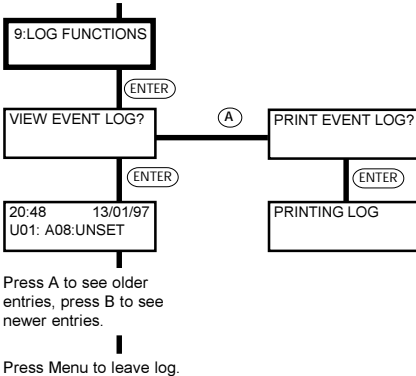 9:LOG FUNCTIONS
ENTER
VIEW EVENT LOG?
A
PRINT EVENT LOG?
ENTER
ENTER
20:48 13/01/97
U01: A08:UNSET
PRINTING LOG
Press A to see older
entries, press B to see
newer entries.
Press Menu to leave log.